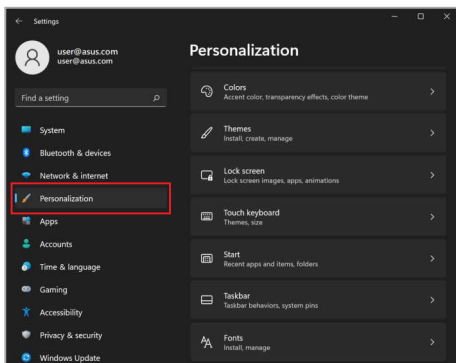 Settings
user@asus.com
user@asus.com
Find a setting
System
Bluetooth & devices
Network & internet
Personalization
Apps
Accounts
Time & language
Gaming
Accessibility
Privacy & security
Windows Update
Personalization
Colors
Accent color, transparency effects, color theme
Themes
Install, create, manage
Lock screen
Lock screen images, apps, animations
Touch keyboard
Themes, size
Start
Recent apps and items, folders
Taskbar
Taskbar behaviors, system pins
Fonts
Install, manage